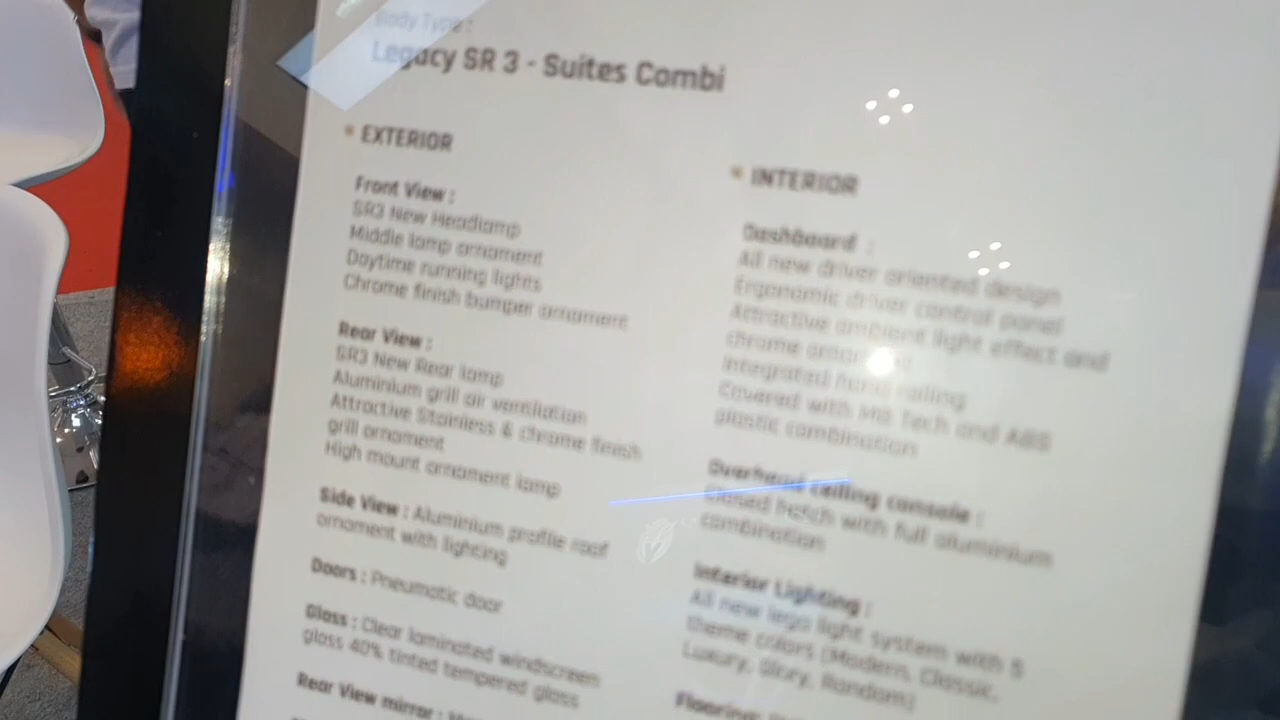 Body Type :
Legacy SR 3 - Suites Combi
EXTERIOR
Front View :
SR3 New Headlamp
Middle lamp ornament
Daytime running lights
Chrome finish bumper ornament
Rear View :
SR3 New Rear lamp
Aluminium grill air ventilation
Attractive Stainless & chrome finish
grill ornament
High mount ornament lamp
Side View : Aluminium profile roof
ornament with lighting
Doors : Pneumatic door
Glass : Clear laminated windscreen
glass 40% tinted tempered glass
Rear View mirror :
INTERIOR
Dashboard :
All new driver oriented design
Ergonomic driver control panel
Attractive ambient light effect and
chrome
Integrated hand railing
Covered with Tech and ABS
plastic combination
Overhead ceiling console :
Closed hatch with full aluminium
combination
Interior Lighting :
All new lego light system with 5
theme colors (Modern, Classic,
Luxury, Glory, Random)
Flooring